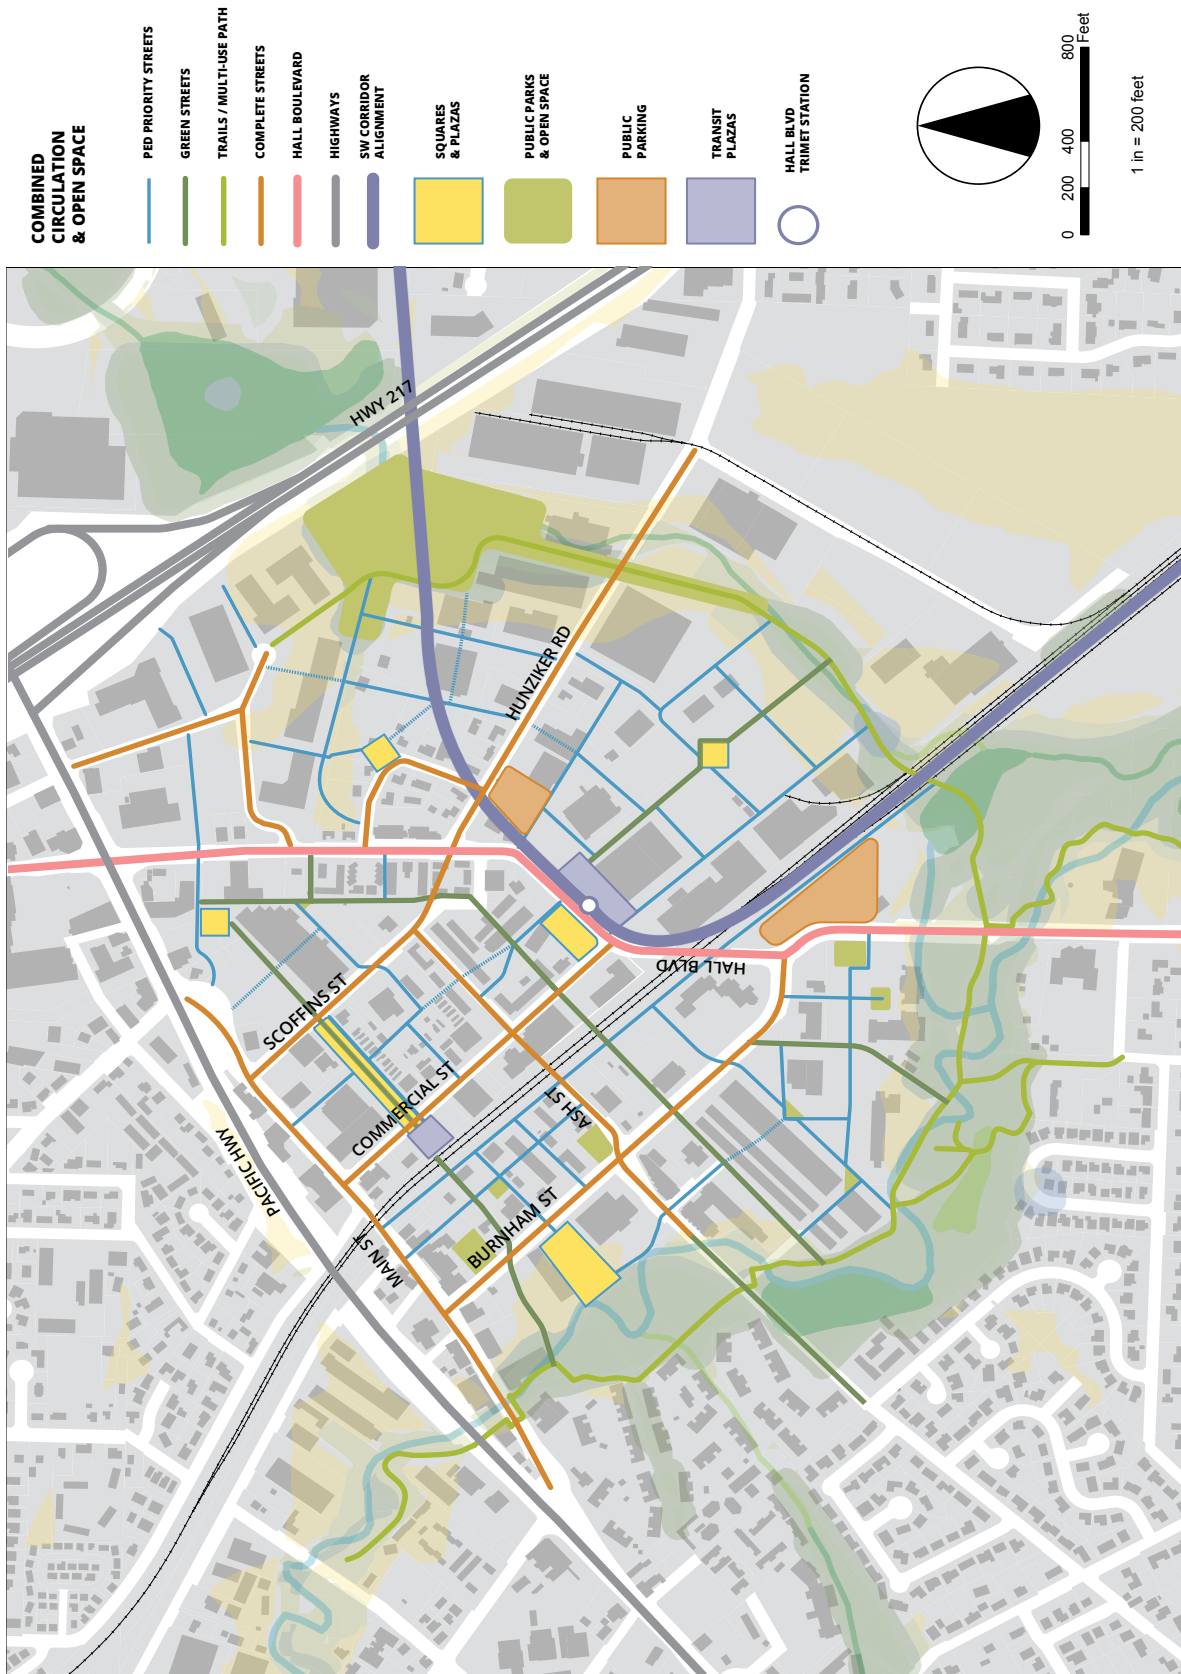 COMBINED
CIRCULATION
& OPEN SPACE
PED PRIORITY STREETS
GREEN STREETS
TRAILS / MULTI-USE PATH
COMPLETE STREETS
HALL BOULEVARD
HIGHWAYS
SW CORRIDOR
ALIGNMENT
SQUARES
& PLAZAS
PUBLIC PARKS
& OPEN SPACE
PUBLIC
PARKING
TRANSIT
PLAZAS
HALL BLVD
TRIMET STATION
0
200
400
800
Feet
1 in = 200 feet
HWY 217
HUNZIKER RD
HALL BLVD
SCOFFINS ST
COMMERCIAL ST
ASH ST
BURNHAM ST
MAIN ST
PACIFIC HWY